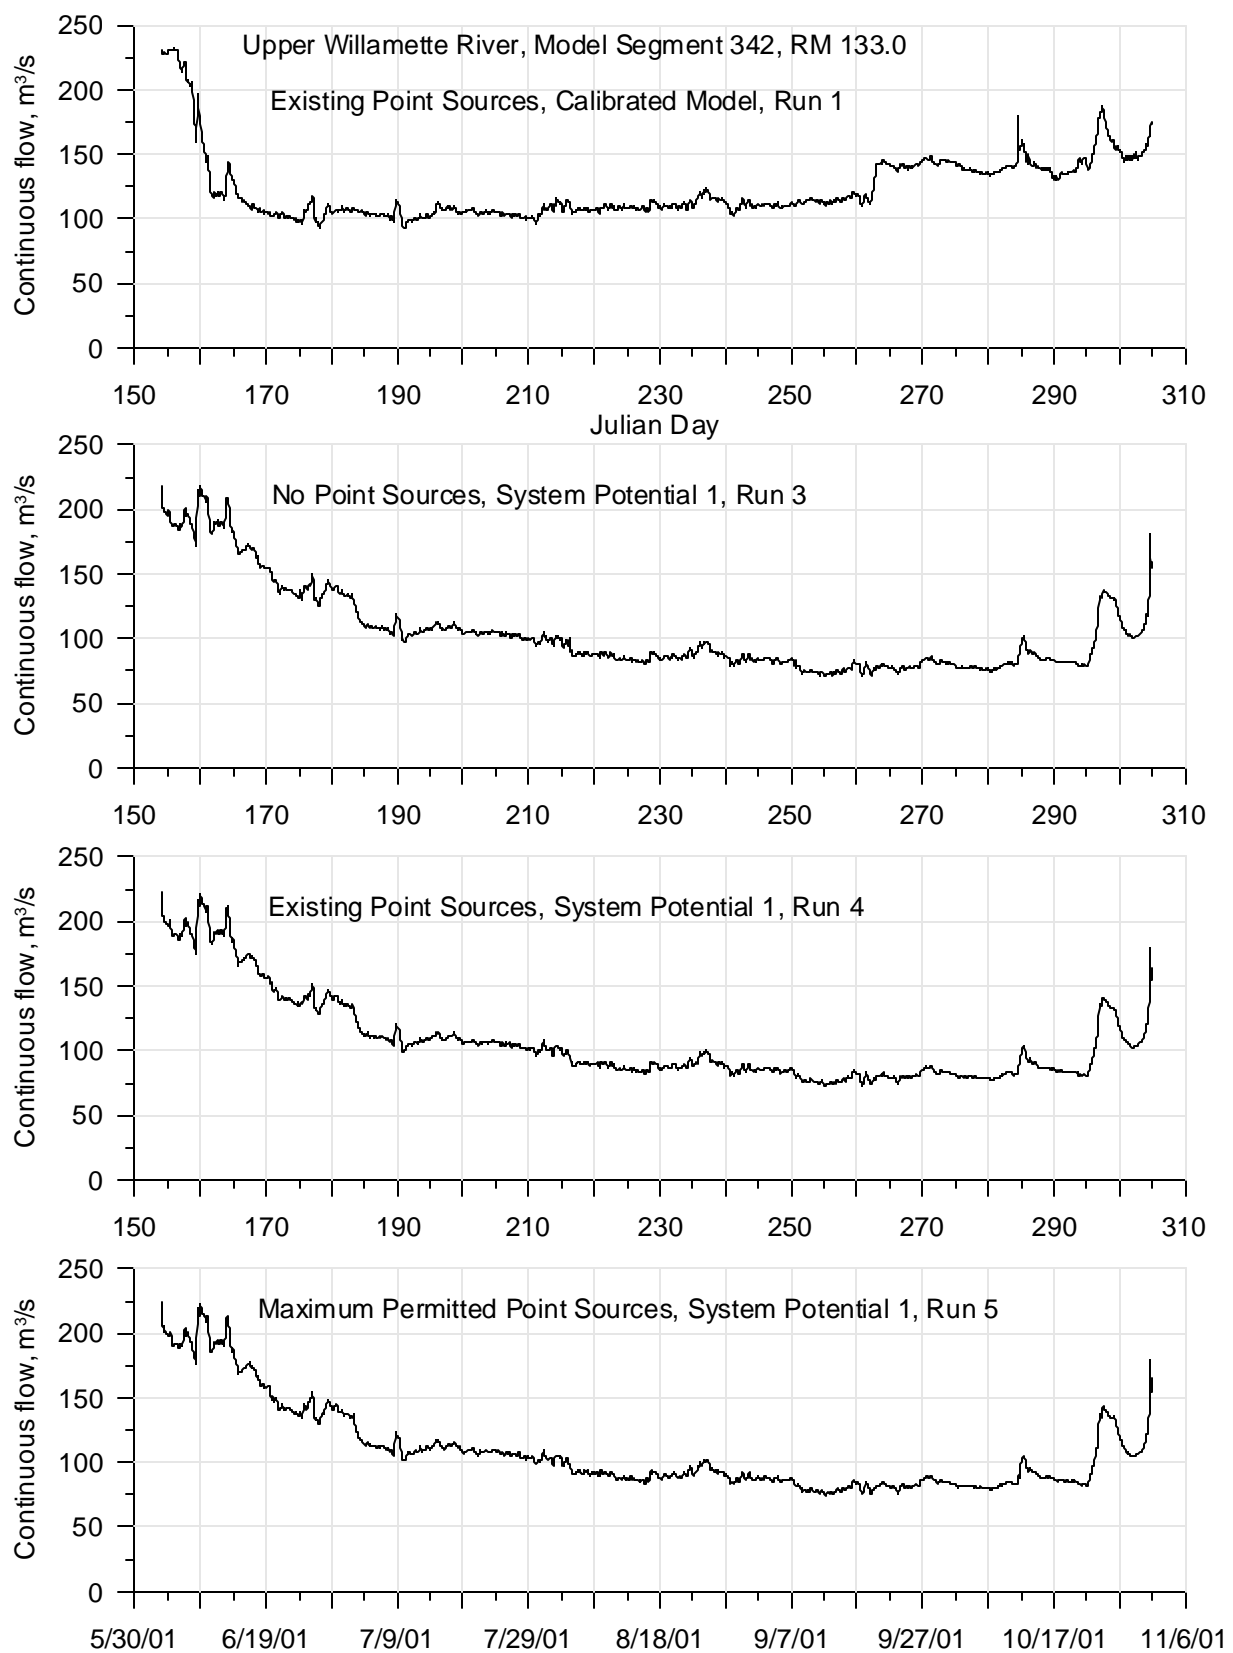 Upper Willamette River, Model Segment 342, RM 133.0
Existing Point Sources, Calibrated Model, Run 1
Continuous flow, m³/s
250
200
150
100
50
0
150 170 190 210 230 250 270 290 310
Julian Day
No Point Sources, System Potential 1, Run 3
Continuous flow, m³/s
250
200
150
100
50
0
150 170 190 210 230 250 270 290 310
Existing Point Sources, System Potential 1, Run 4
Continuous flow, m³/s
250
200
150
100
50
0
150 170 190 210 230 250 270 290 310
Maximum Permitted Point Sources, System Potential 1, Run 5
Continuous flow, m³/s
250
200
150
100
50
0
5/30/01 6/19/01 7/9/01 7/29/01 8/18/01 9/7/01 9/27/01 10/17/01 11/6/01